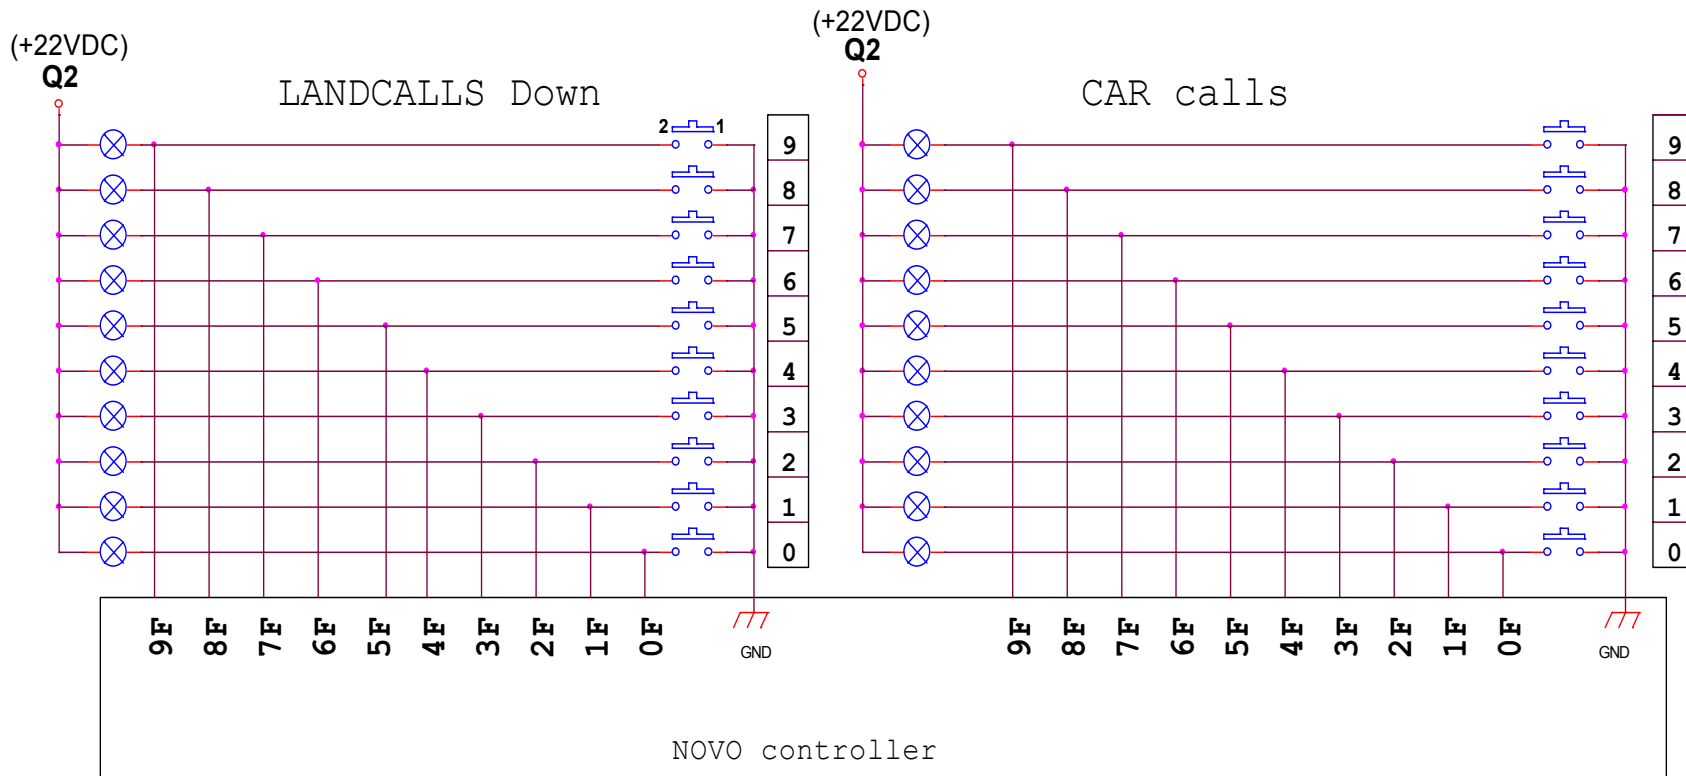 (+22VDC)
Q2
LANDCALLS Down
2 1
9
8
7
6
5
4
3
2
1
0
9F 8F 7F 6F 5F 4F 3F 2F 1F 0F
GND
(+22VDC)
Q2
CAR calls
9
8
7
6
5
4
3
2
1
0
9F 8F 7F 6F 5F 4F 3F 2F 1F 0F
GND
NOVO controller